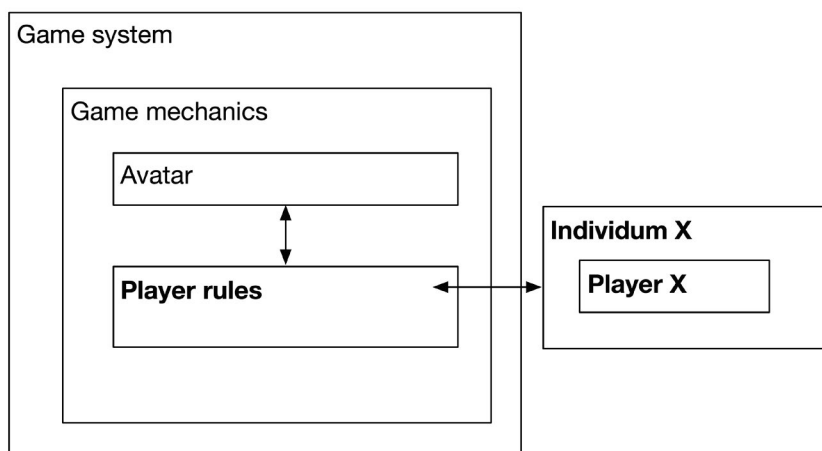 Game system
Game mechanics
Avatar
Player rules
Individum X
Player X